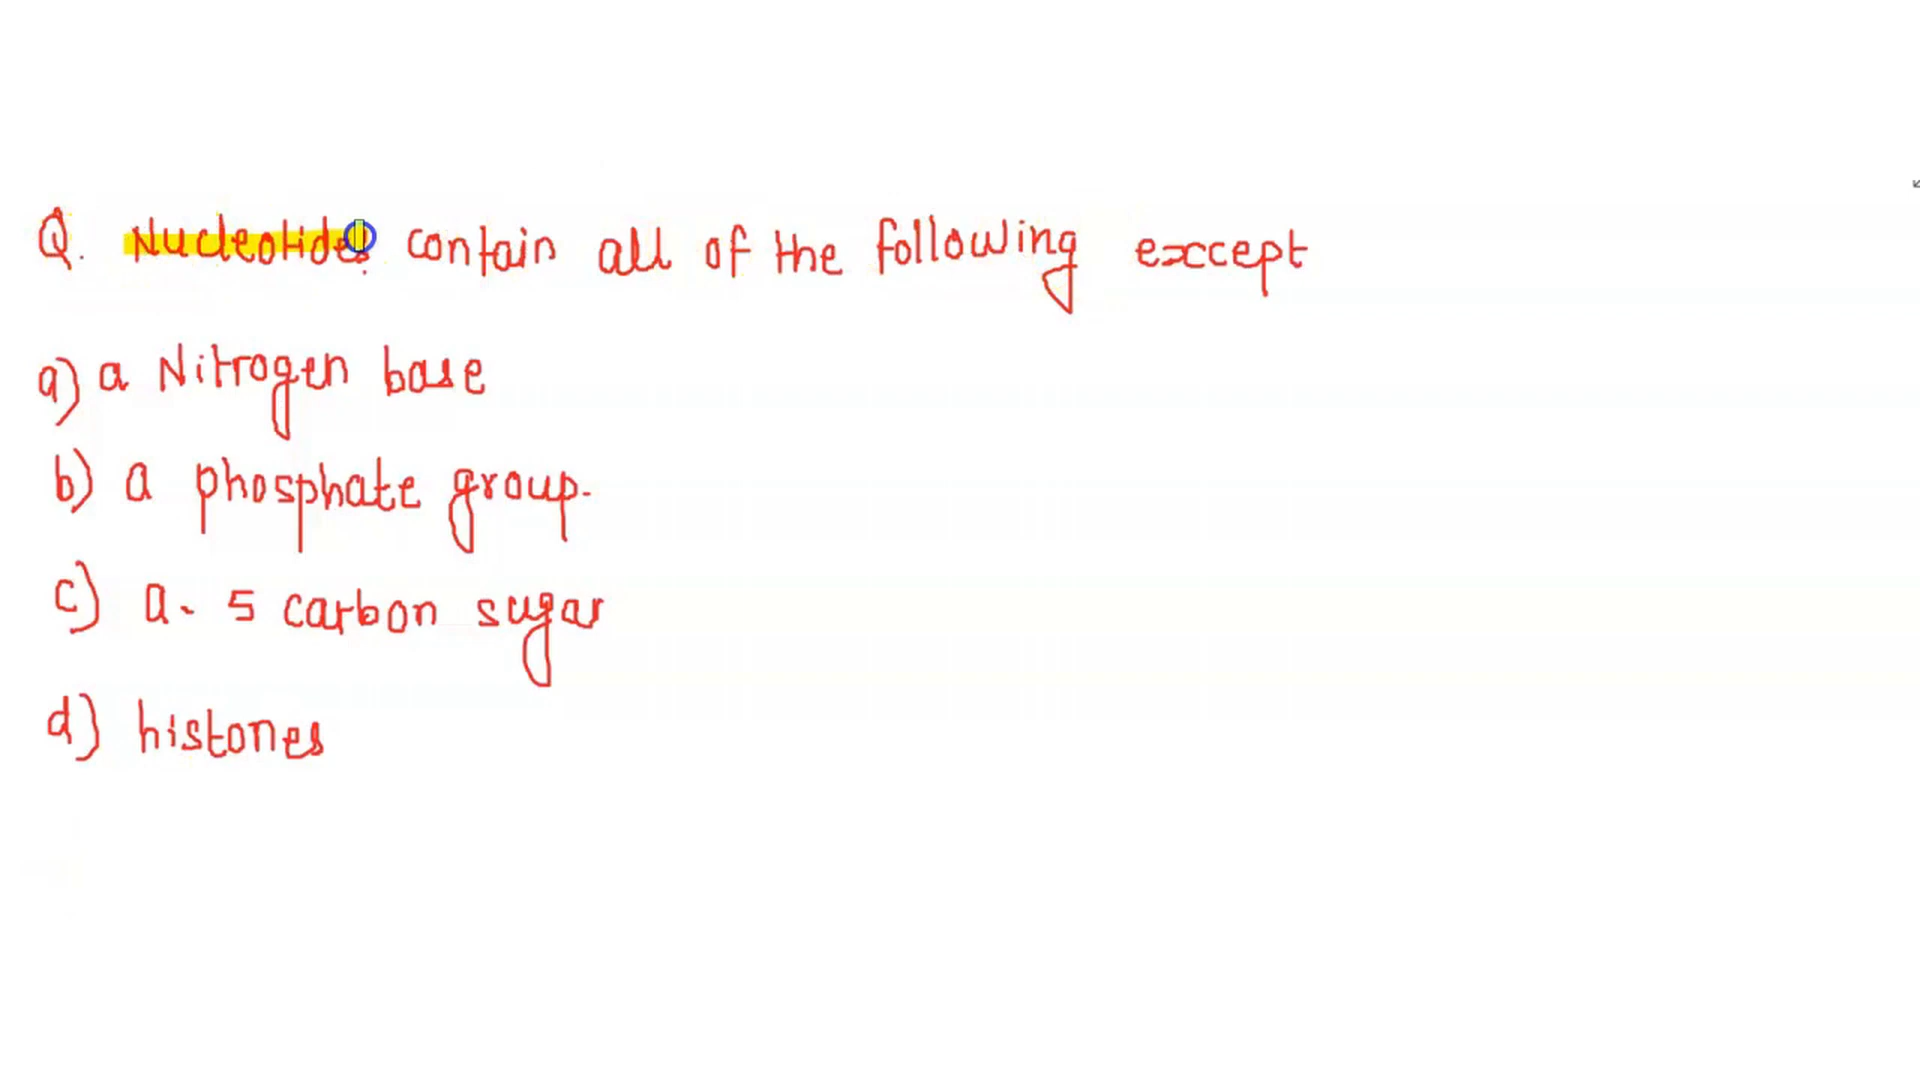 Q. Nucleotides contain all of the following except
a) a Nitrogen base
b) a phosphate group.
c) a. 5 carbon sugar
d) histones